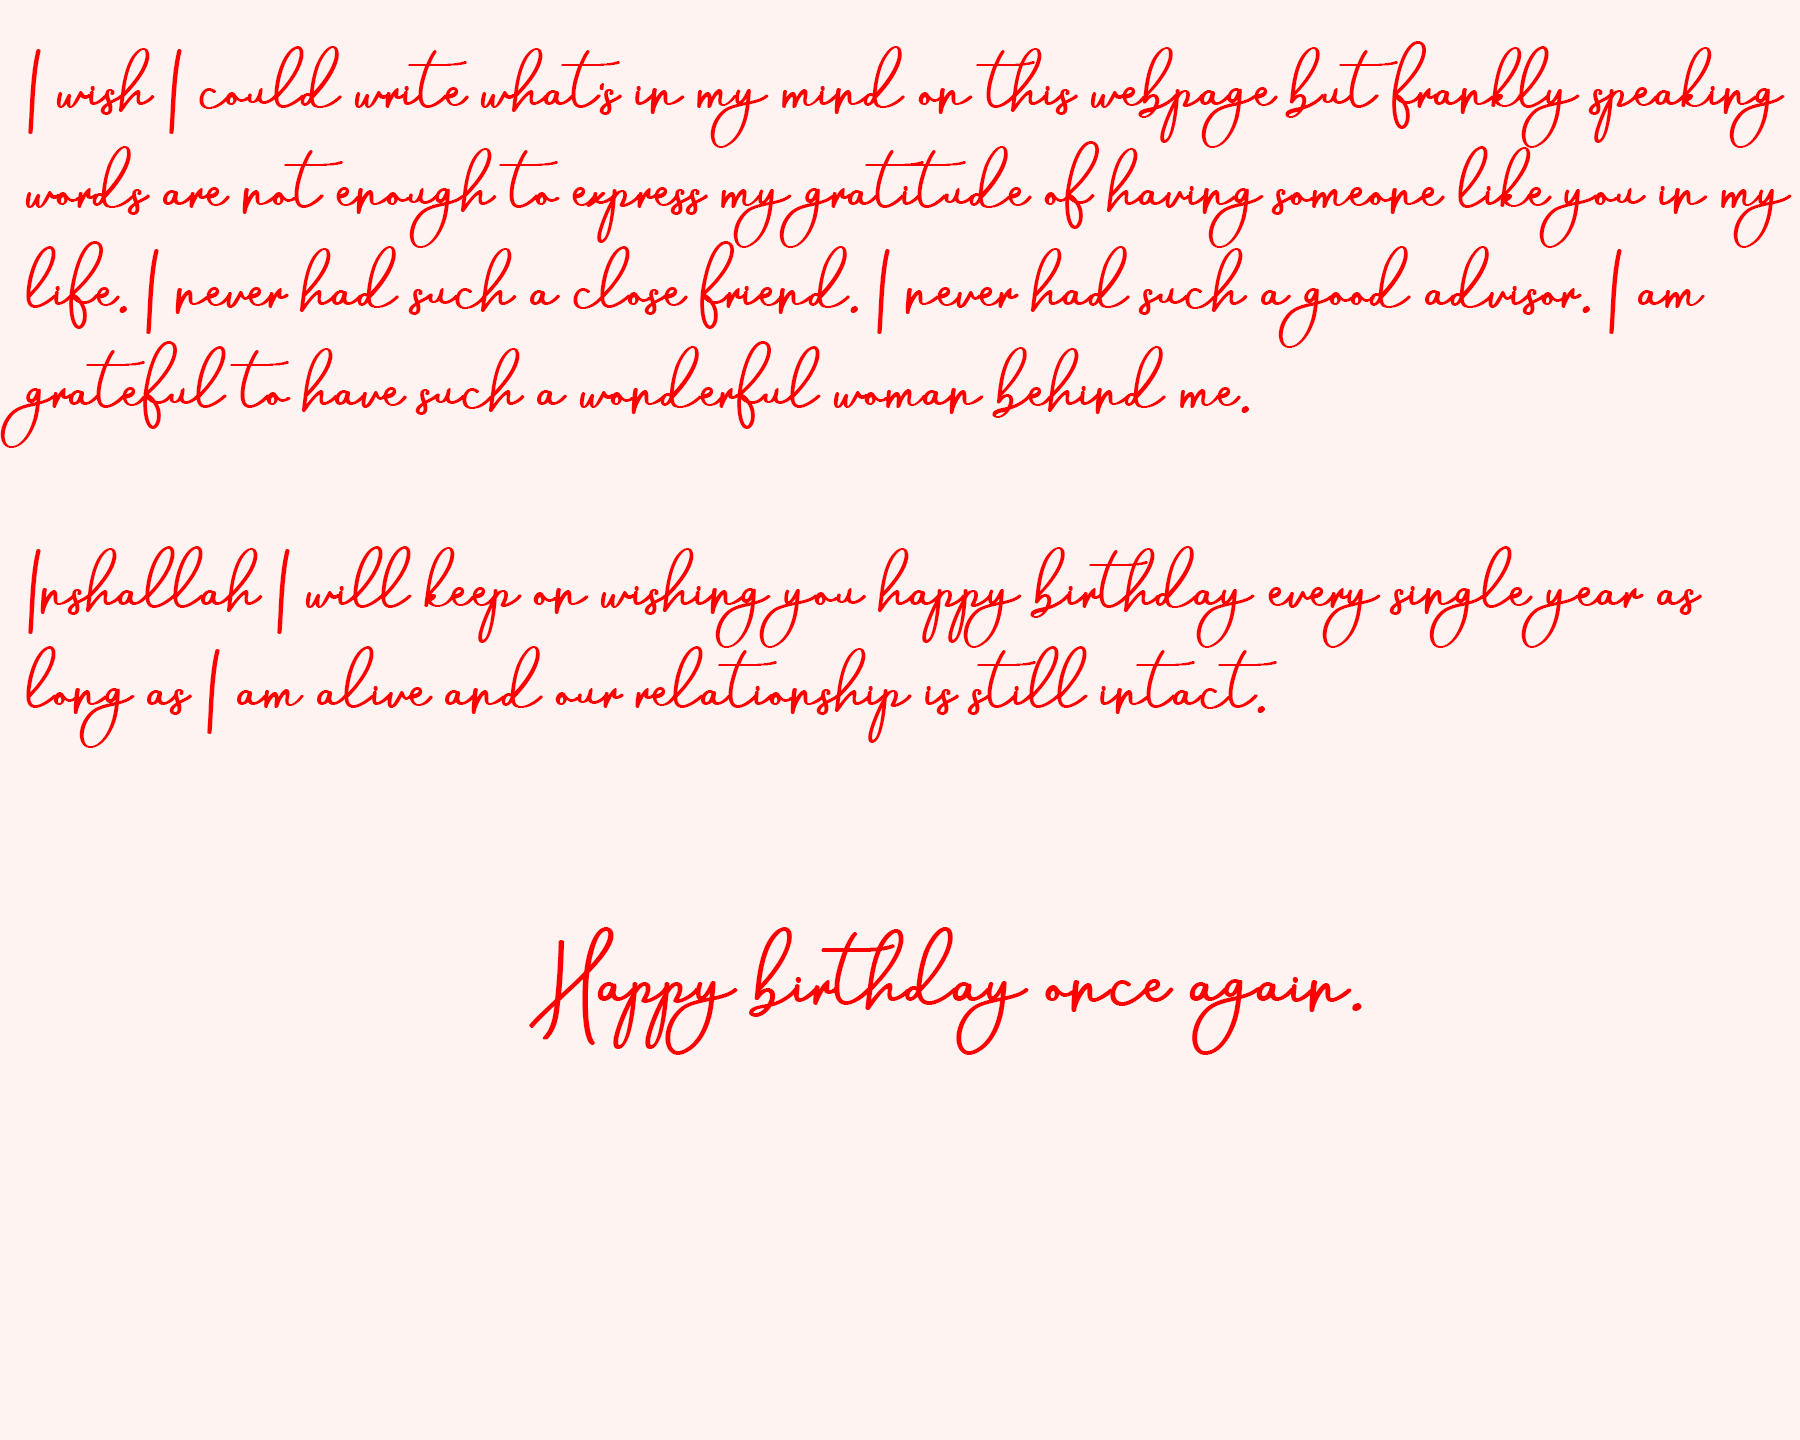 I wish I could write what's in my mind on this webpage but frankly speaking
words are not enough to express my gratitude of having someone like you in my
life. I never had such a close friend. I never had such a good advisor. I am
grateful to have such a wonderful woman behind me.
Inshallah I will keep on wishing you happy birthday every single year as
long as I am alive and our relationship is still intact.
Happy birthday once again.